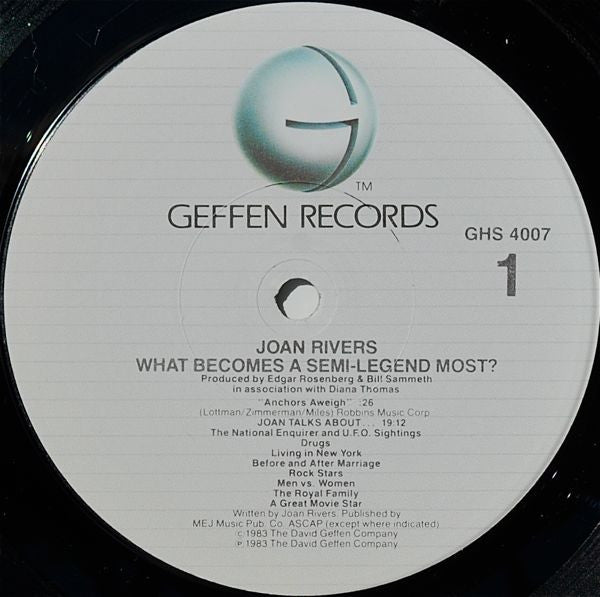 G
TM
GEFFEN RECORDS
GHS 4007
1
JOAN RIVERS
WHAT BECOMES A SEMI-LEGEND MOST?
Produced by Edgar Rosenberg & Bill Sammeth
in association with Diana Thomas
"Anchors Aweigh" :26
(Lottman/Zimmerman/Miles) Robbins Music Corp.
JOAN TALKS ABOUT... 19:12
The National Enquirer and U.F.O. Sightings
Drugs
Living in New York
Before and After Marriage
Rock Stars
Men vs. Women
The Royal Family
A Great Movie Star
Written by Joan Rivers. Published by
MEJ Music Pub. Co. ASCAP (except where indicated)
©1983 The David Geffen Company
℗1983 The David Geffen Company